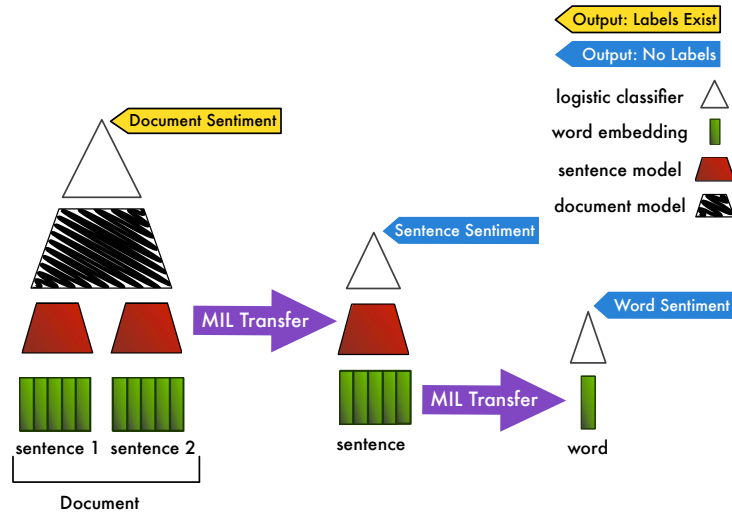 Output: Labels Exist
Output: No Labels
logistic classifier
word embedding
sentence model
document model
Document Sentiment
Sentence Sentiment
Word Sentiment
MIL Transfer
MIL Transfer
sentence 1
sentence 2
sentence
word
Document